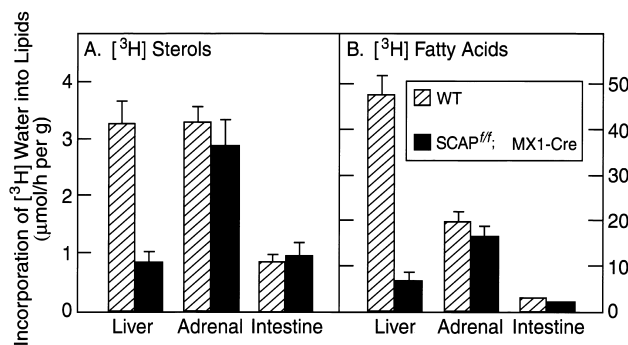 Incorporation of [³H] Water into Lipids
(µmol/h per g)
A. [³H] Sterols
4
3
2
1
0
Liver Adrenal Intestine
B. [³H] Fatty Acids
WT
SCAP^f/f; MX1-Cre
50
40
30
20
10
0
Liver Adrenal Intestine